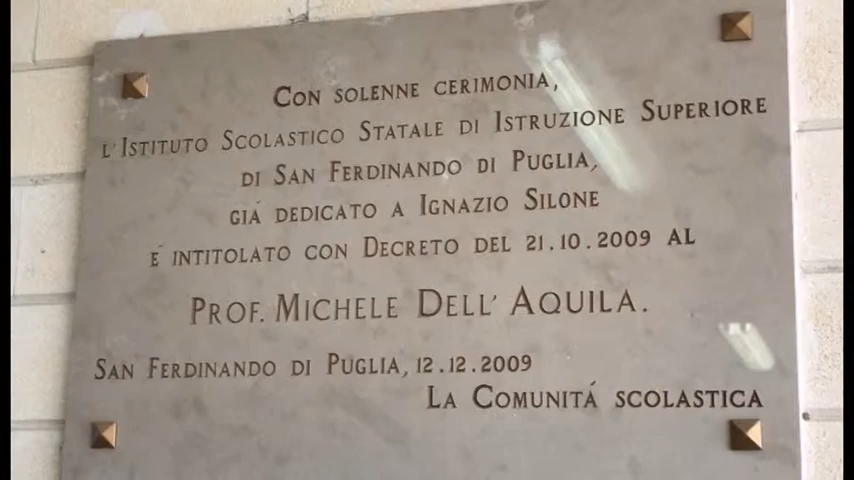 Con solenne cerimonia,
l'Istituto Scolastico Statale di Istruzione Superiore
di San Ferdinando di Puglia,
giá dedicato a Ignazio Silone
é intitolato con Decreto del 21.10.2009 al
Prof. Michele Dell'Aquila.
San Ferdinando di Puglia, 12.12.2009
La Comunitá scolastica